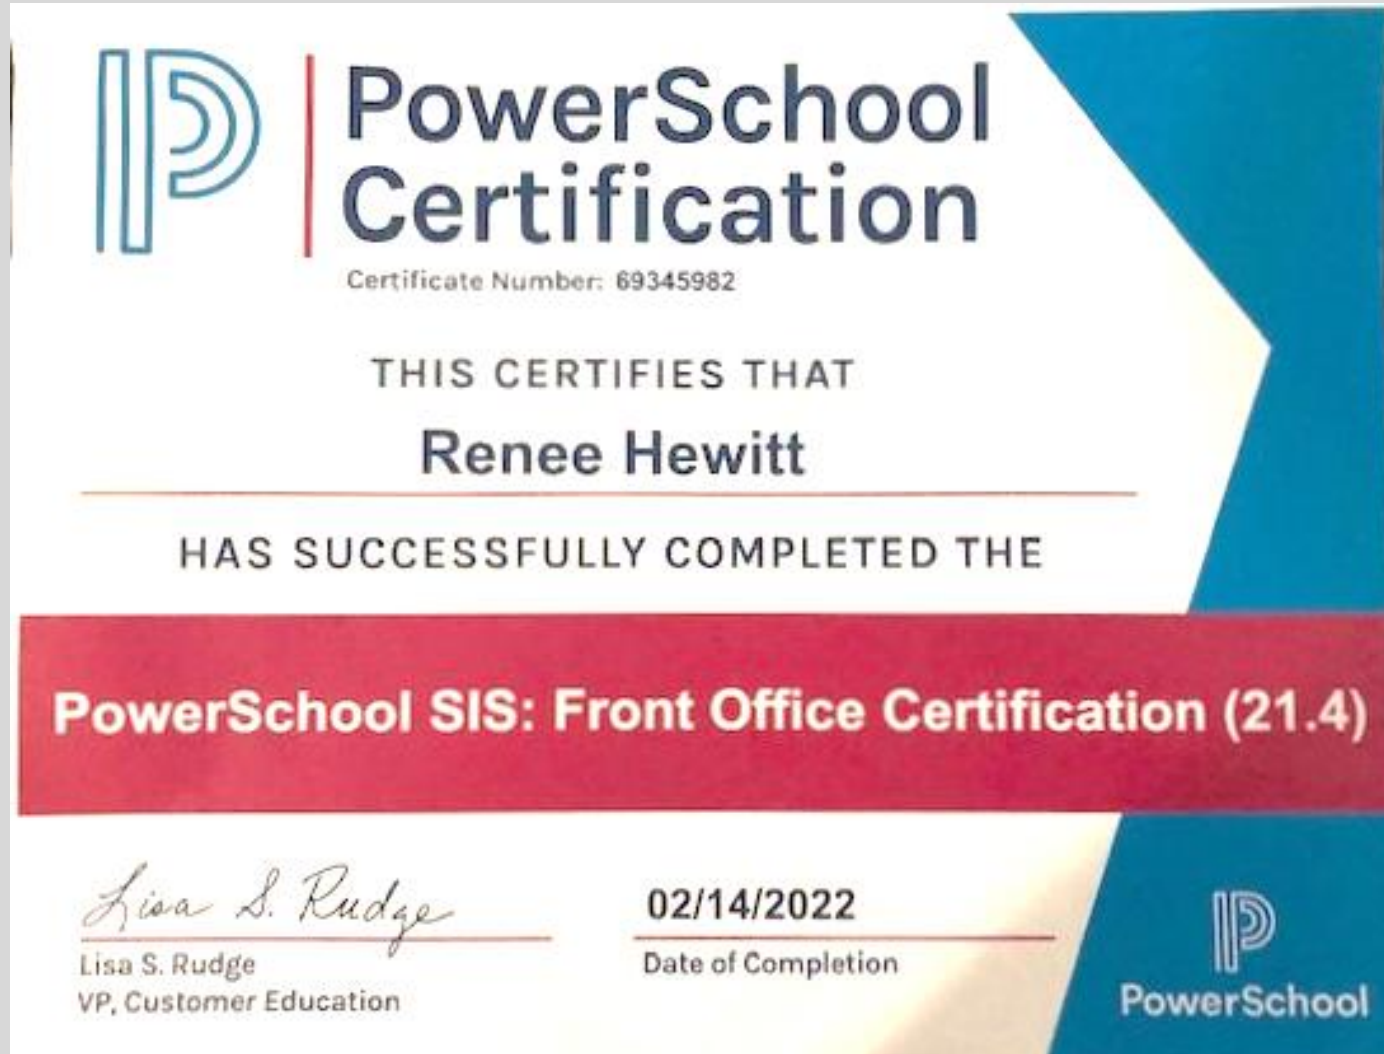 PowerSchool
Certification
Certificate Number: 69345982
THIS CERTIFIES THAT
Renee Hewitt
HAS SUCCESSFULLY COMPLETED THE
PowerSchool SIS: Front Office Certification (21.4)
Lisa S. Rudge
Lisa S. Rudge
VP, Customer Education
02/14/2022
Date of Completion
PowerSchool